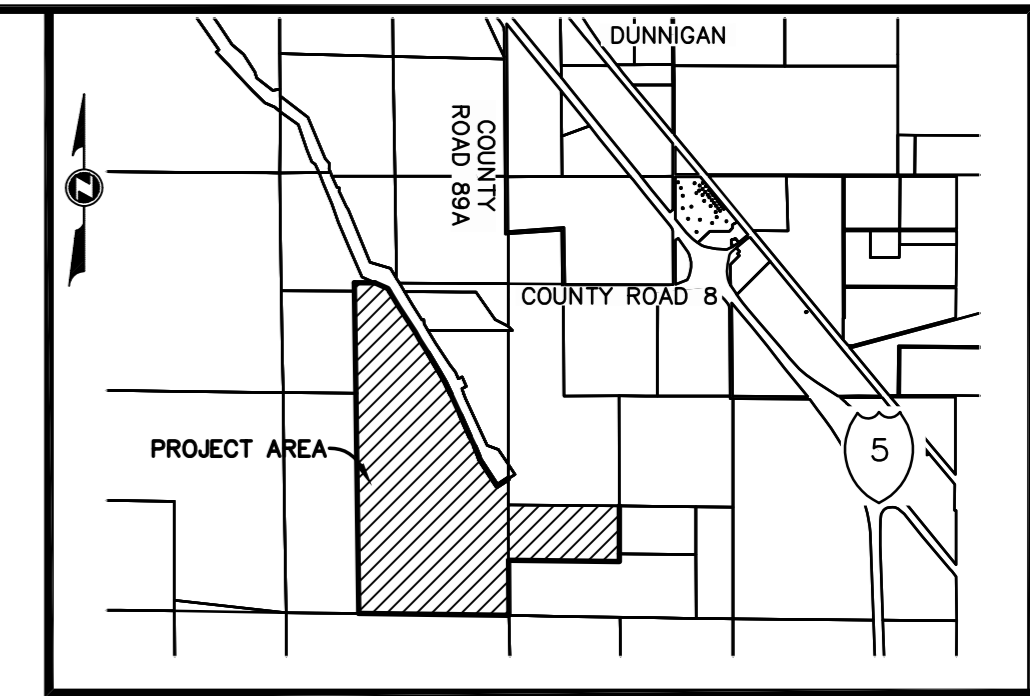 DUNNIGAN
COUNTY
ROAD 89A
Z
COUNTY ROAD 8
PROJECT AREA
5